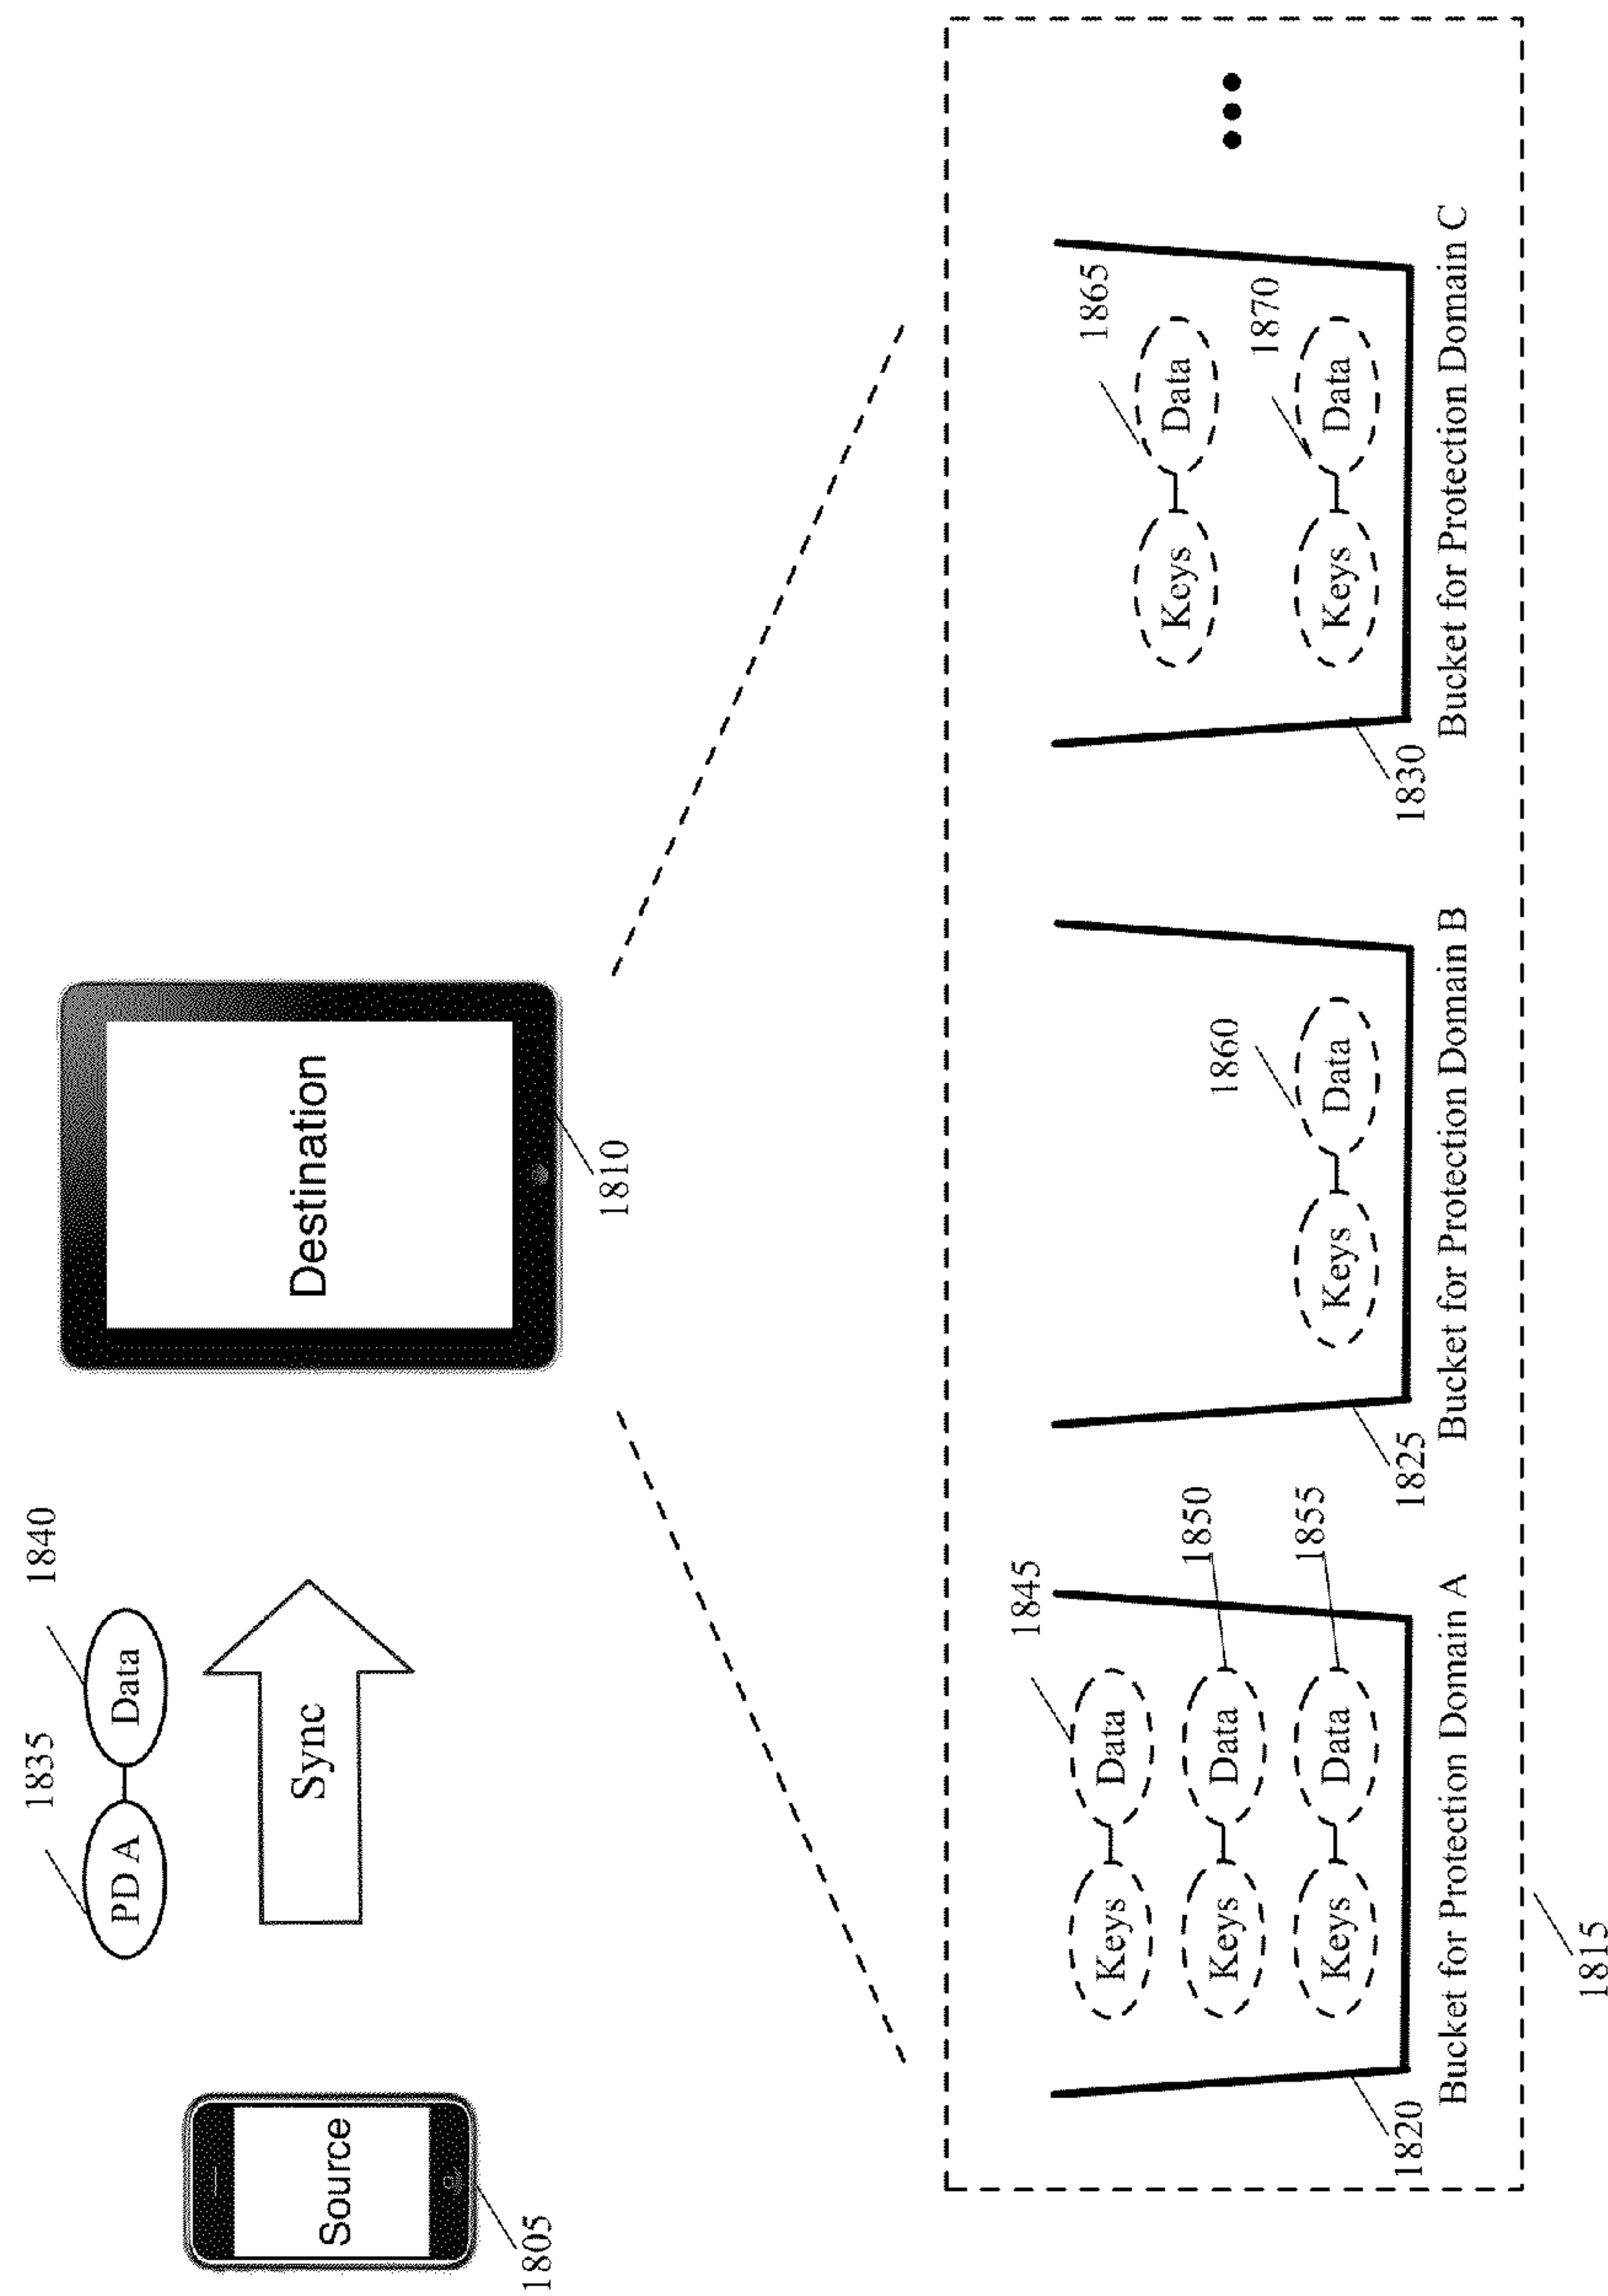 1835
1840
PD A
Data
Source
Sync
Destination
1805
1810
1845
1850
1855
Keys
Data
Keys
Data
Keys
Data
1820
Bucket for Protection Domain A
1860
Keys
Data
1825
Bucket for Protection Domain B
1865
Keys
Data
1870
Keys
Data
1830
Bucket for Protection Domain C
1815